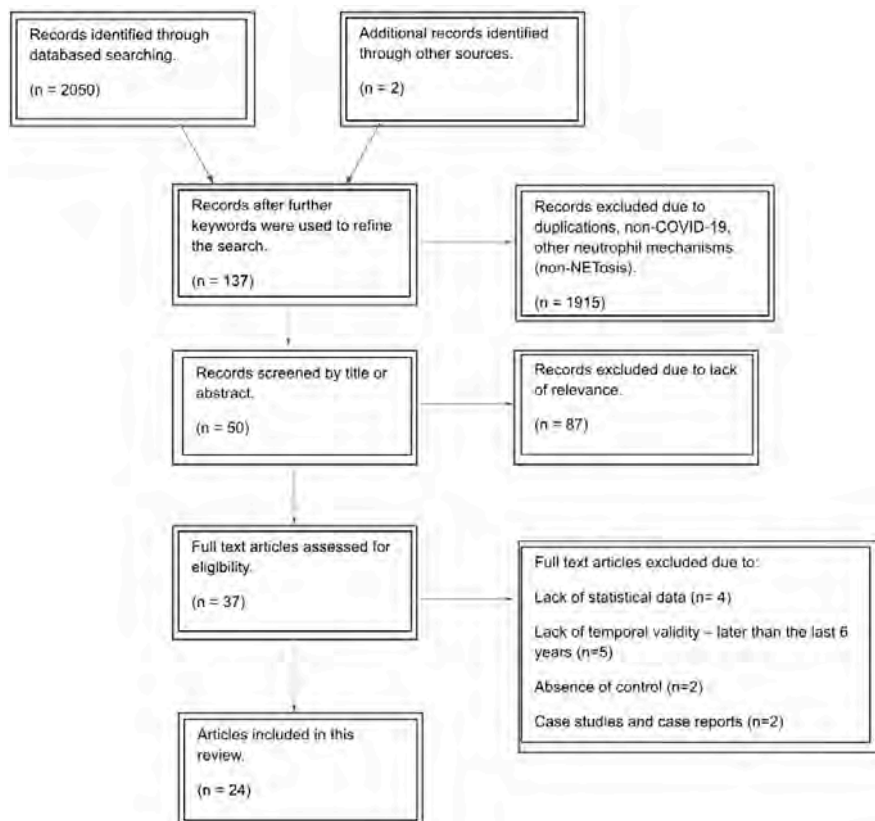 Records identified through
databased searching.
(n = 2050)
Additional records identified
through other sources.
(n = 2)
Records after further
keywords were used to refine
the search.
(n = 137)
Records excluded due to
duplications, non-COVID-19,
other neutrophil mechanisms
(non-NETosis).
(n = 1915)
Records screened by title or
abstract.
(n = 50)
Records excluded due to lack
of relevance.
(n = 87)
Full text articles assessed for
eligibility.
(n = 37)
Full text articles excluded due to:
Lack of statistical data (n= 4)
Lack of temporal validity – later than the last 6
years (n=5)
Absence of control (n=2)
Case studies and case reports (n=2)
Articles included in this
review.
(n = 24)